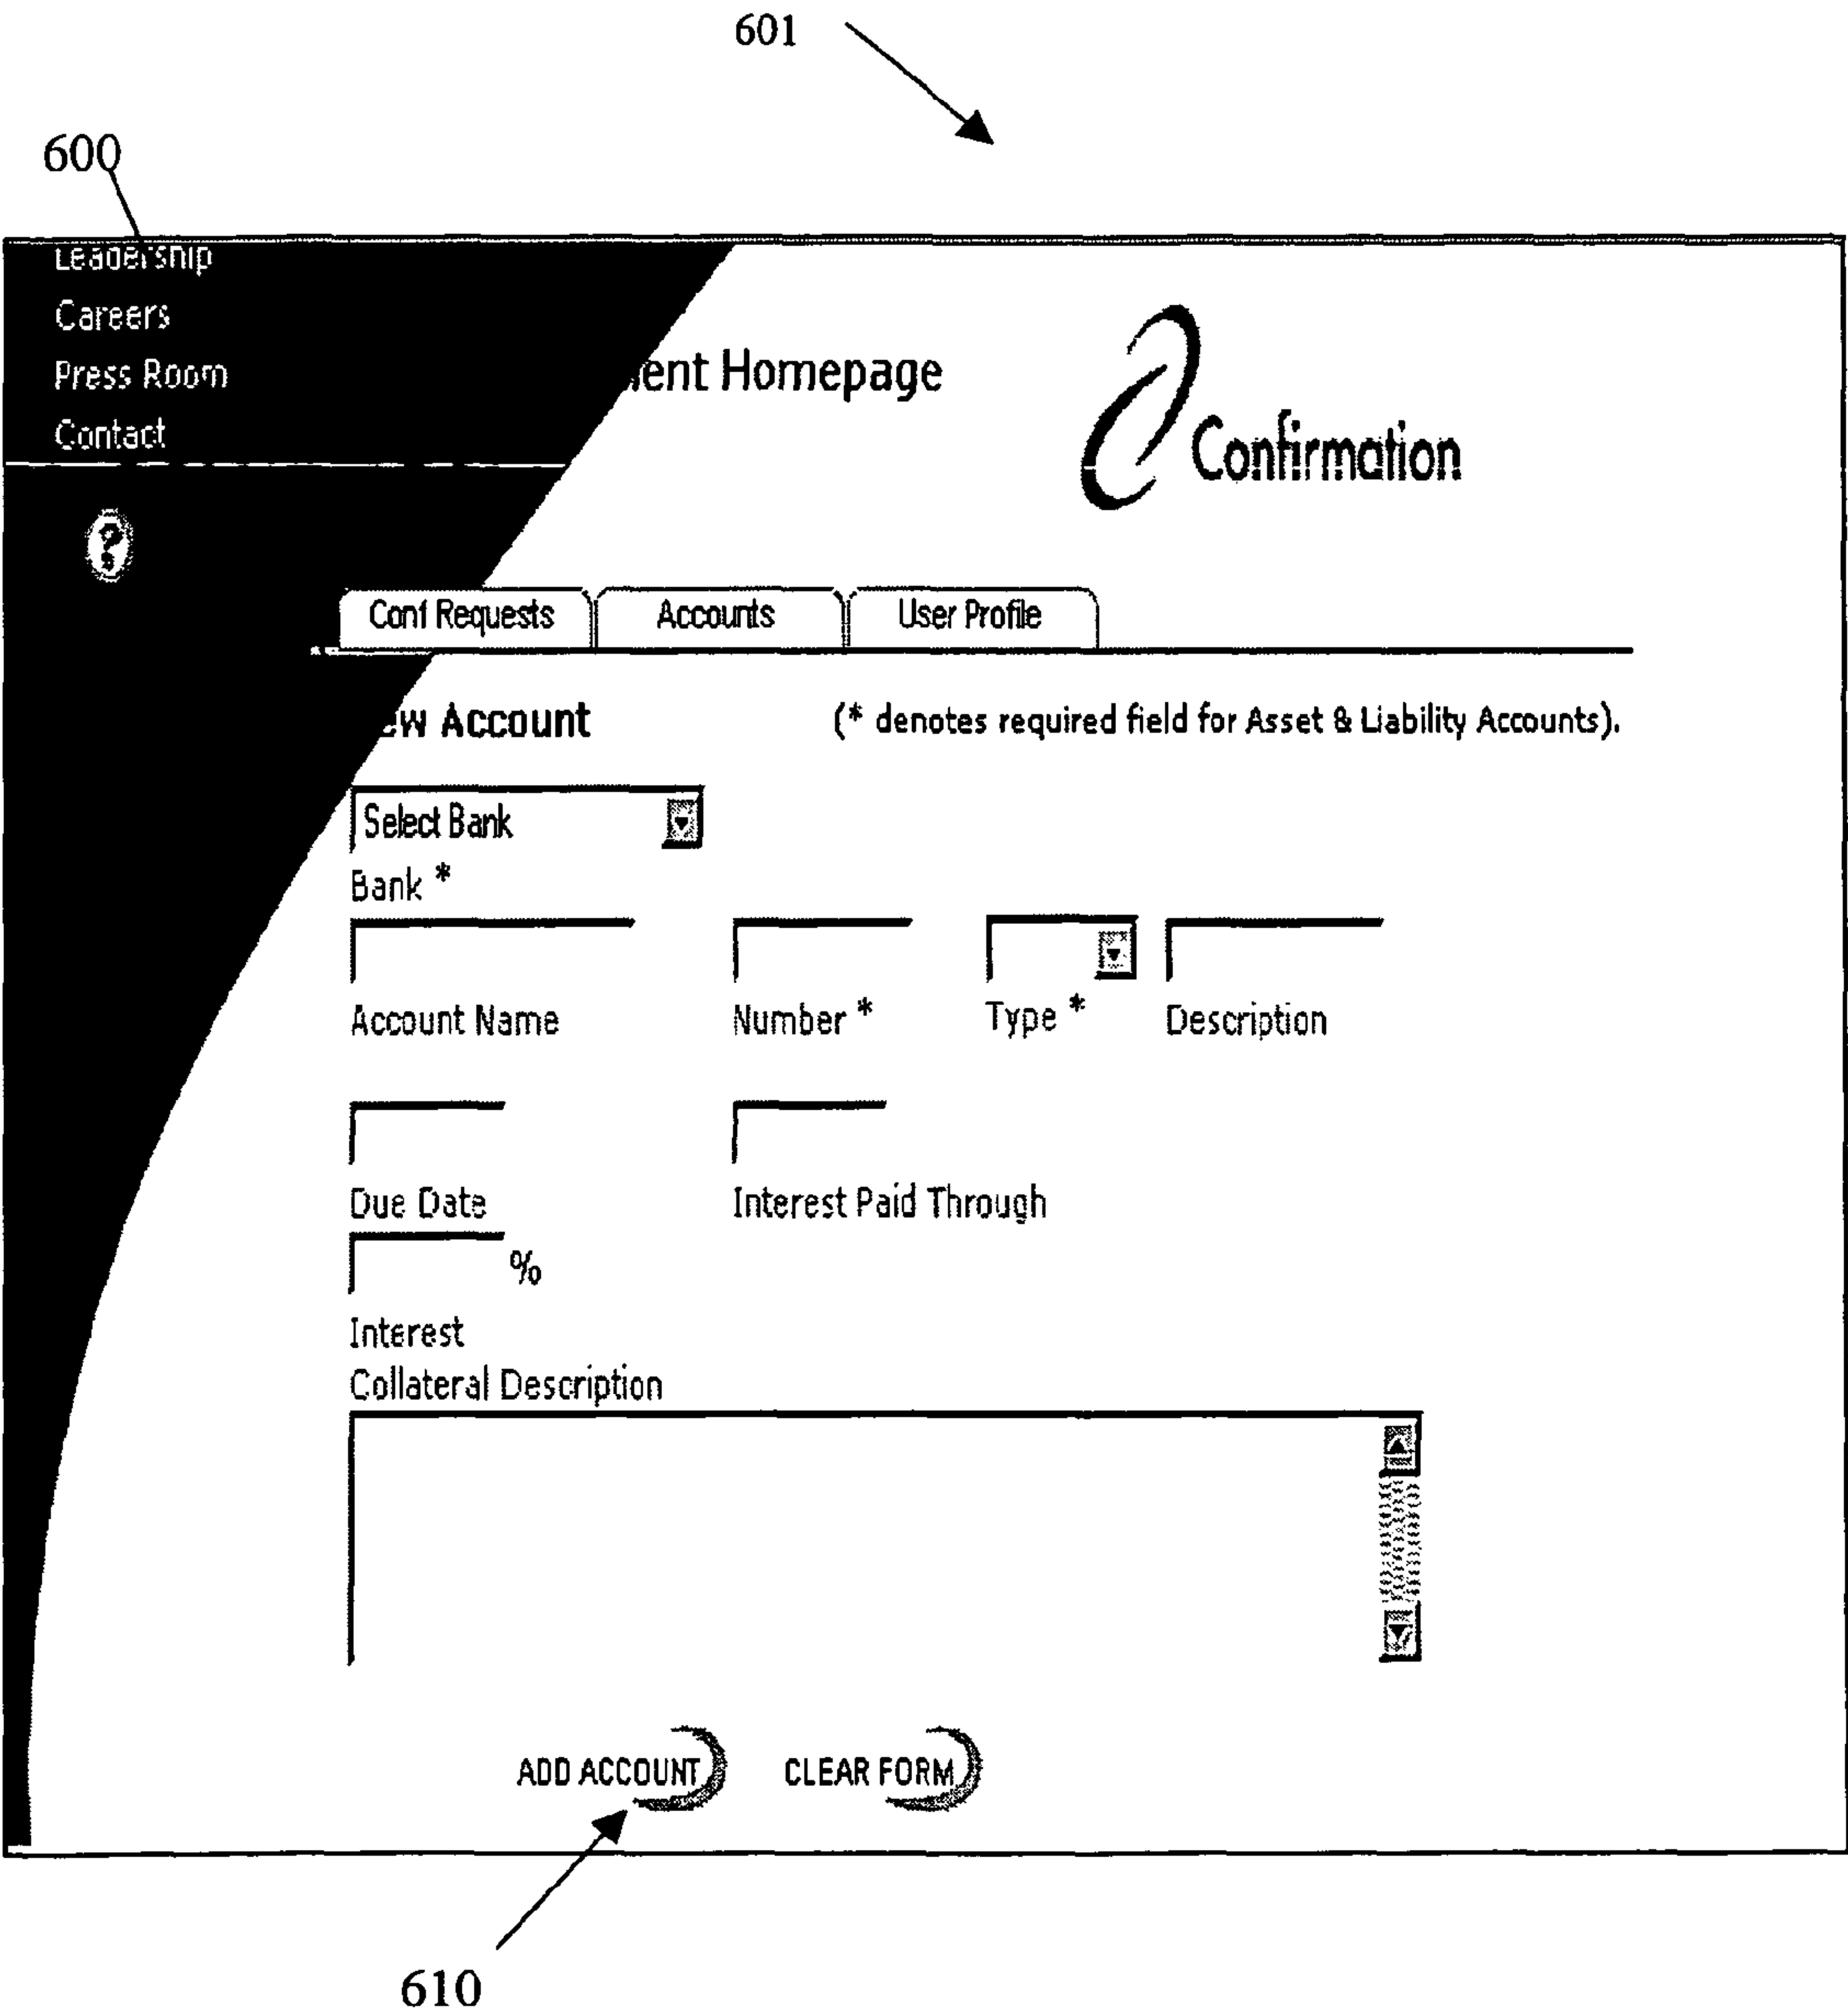 601
600
Leadership
Careers
Press Room
Contact
ent Homepage
Confirmation
?
Conf Requests Accounts User Profile
ew Account (* denotes required field for Asset & Liability Accounts).
Select Bank
Bank *
Account Name Number * Type * Description
Due Date Interest Paid Through
%
Interest
Collateral Description
ADD ACCOUNT CLEAR FORM
610